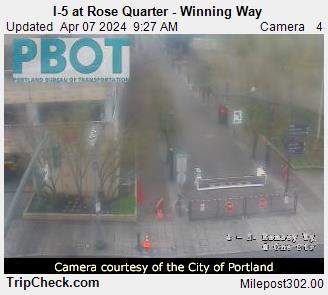 I-5 at Rose Quarter - Winning Way
Updated Apr 07 2024 9:27 AM Camera 4
PBOT
PORTLAND BUREAU OF TRANSPORTATION
Camera courtesy of the City of Portland
TripCheck.com Milepost302.00